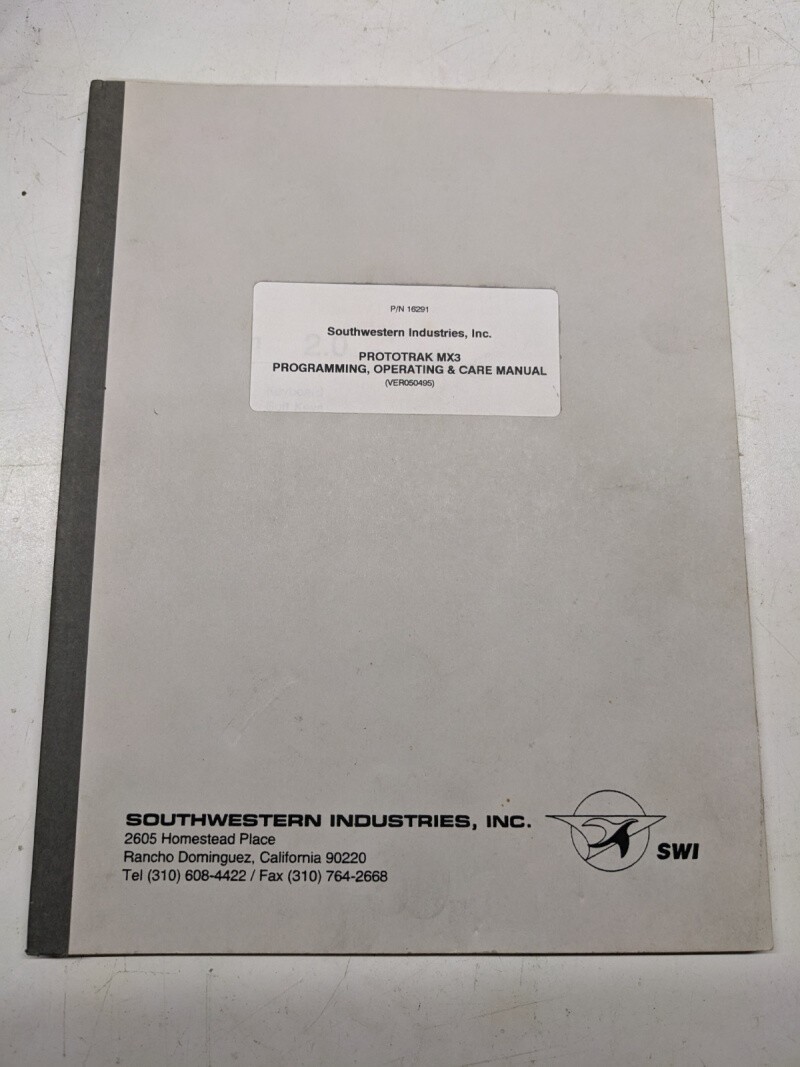 P/N 16291
Southwestern Industries, Inc.
PROTOTRAK MX3
PROGRAMMING, OPERATING & CARE MANUAL
(VER050495)
SOUTHWESTERN INDUSTRIES, INC.
2605 Homestead Place
Rancho Dominguez, California 90220
Tel (310) 608-4422 / Fax (310) 764-2668
SWI